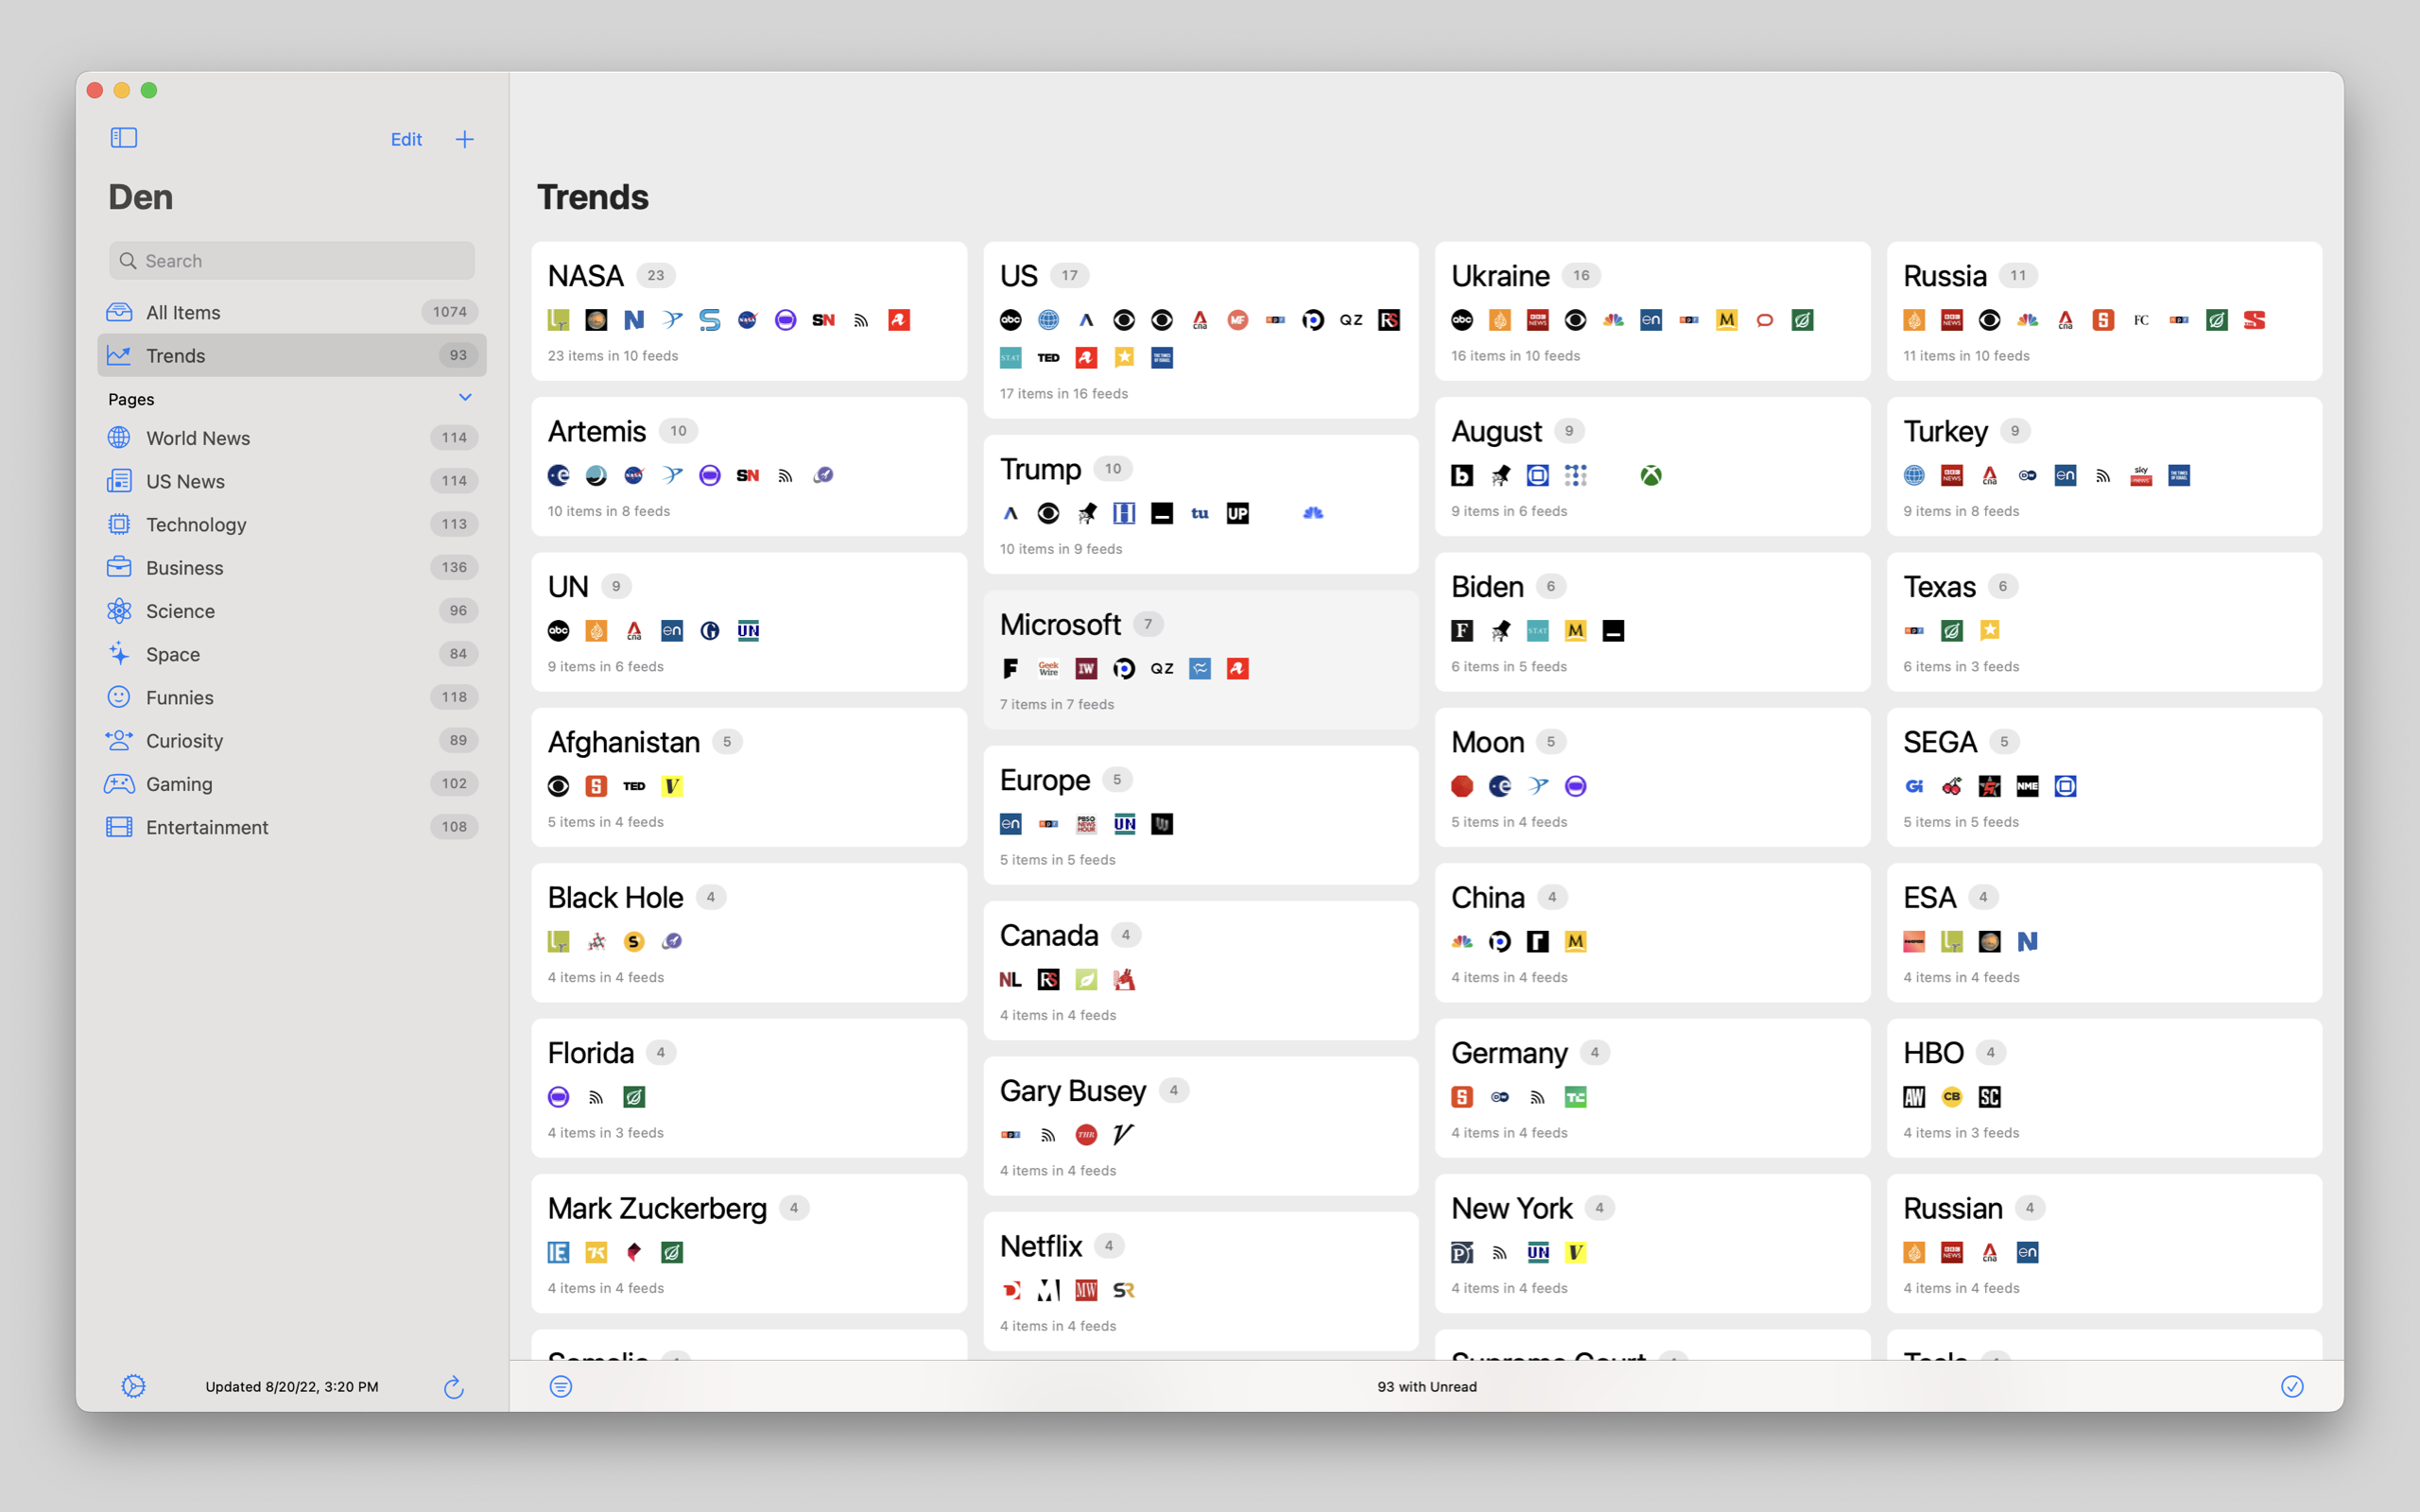 Edit
Den
Search
All Items 1074
Trends 93
Pages
World News 114
US News 114
Technology 113
Business 136
Science 96
Space 84
Funnies 118
Curiosity 89
Gaming 102
Entertainment 108
Updated 8/20/22, 3:20 PM
Trends
NASA 23
23 items in 10 feeds
Artemis 10
10 items in 8 feeds
UN 9
9 items in 6 feeds
Afghanistan 5
5 items in 4 feeds
Black Hole 4
4 items in 4 feeds
Florida 4
4 items in 3 feeds
Mark Zuckerberg 4
4 items in 4 feeds
Somalia
US 17
17 items in 16 feeds
Trump 10
10 items in 9 feeds
Microsoft 7
7 items in 7 feeds
Europe 5
5 items in 5 feeds
Canada 4
4 items in 4 feeds
Gary Busey 4
4 items in 4 feeds
Netflix 4
4 items in 4 feeds
Ukraine 16
16 items in 10 feeds
August 9
9 items in 6 feeds
Biden 6
6 items in 5 feeds
Moon 5
5 items in 4 feeds
China 4
4 items in 4 feeds
Germany 4
4 items in 4 feeds
New York 4
4 items in 4 feeds
Supreme Court
Russia 11
11 items in 10 feeds
Turkey 9
9 items in 8 feeds
Texas 6
6 items in 3 feeds
SEGA 5
5 items in 5 feeds
ESA 4
4 items in 4 feeds
HBO 4
4 items in 3 feeds
Russian 4
4 items in 4 feeds
Tesla
93 with Unread